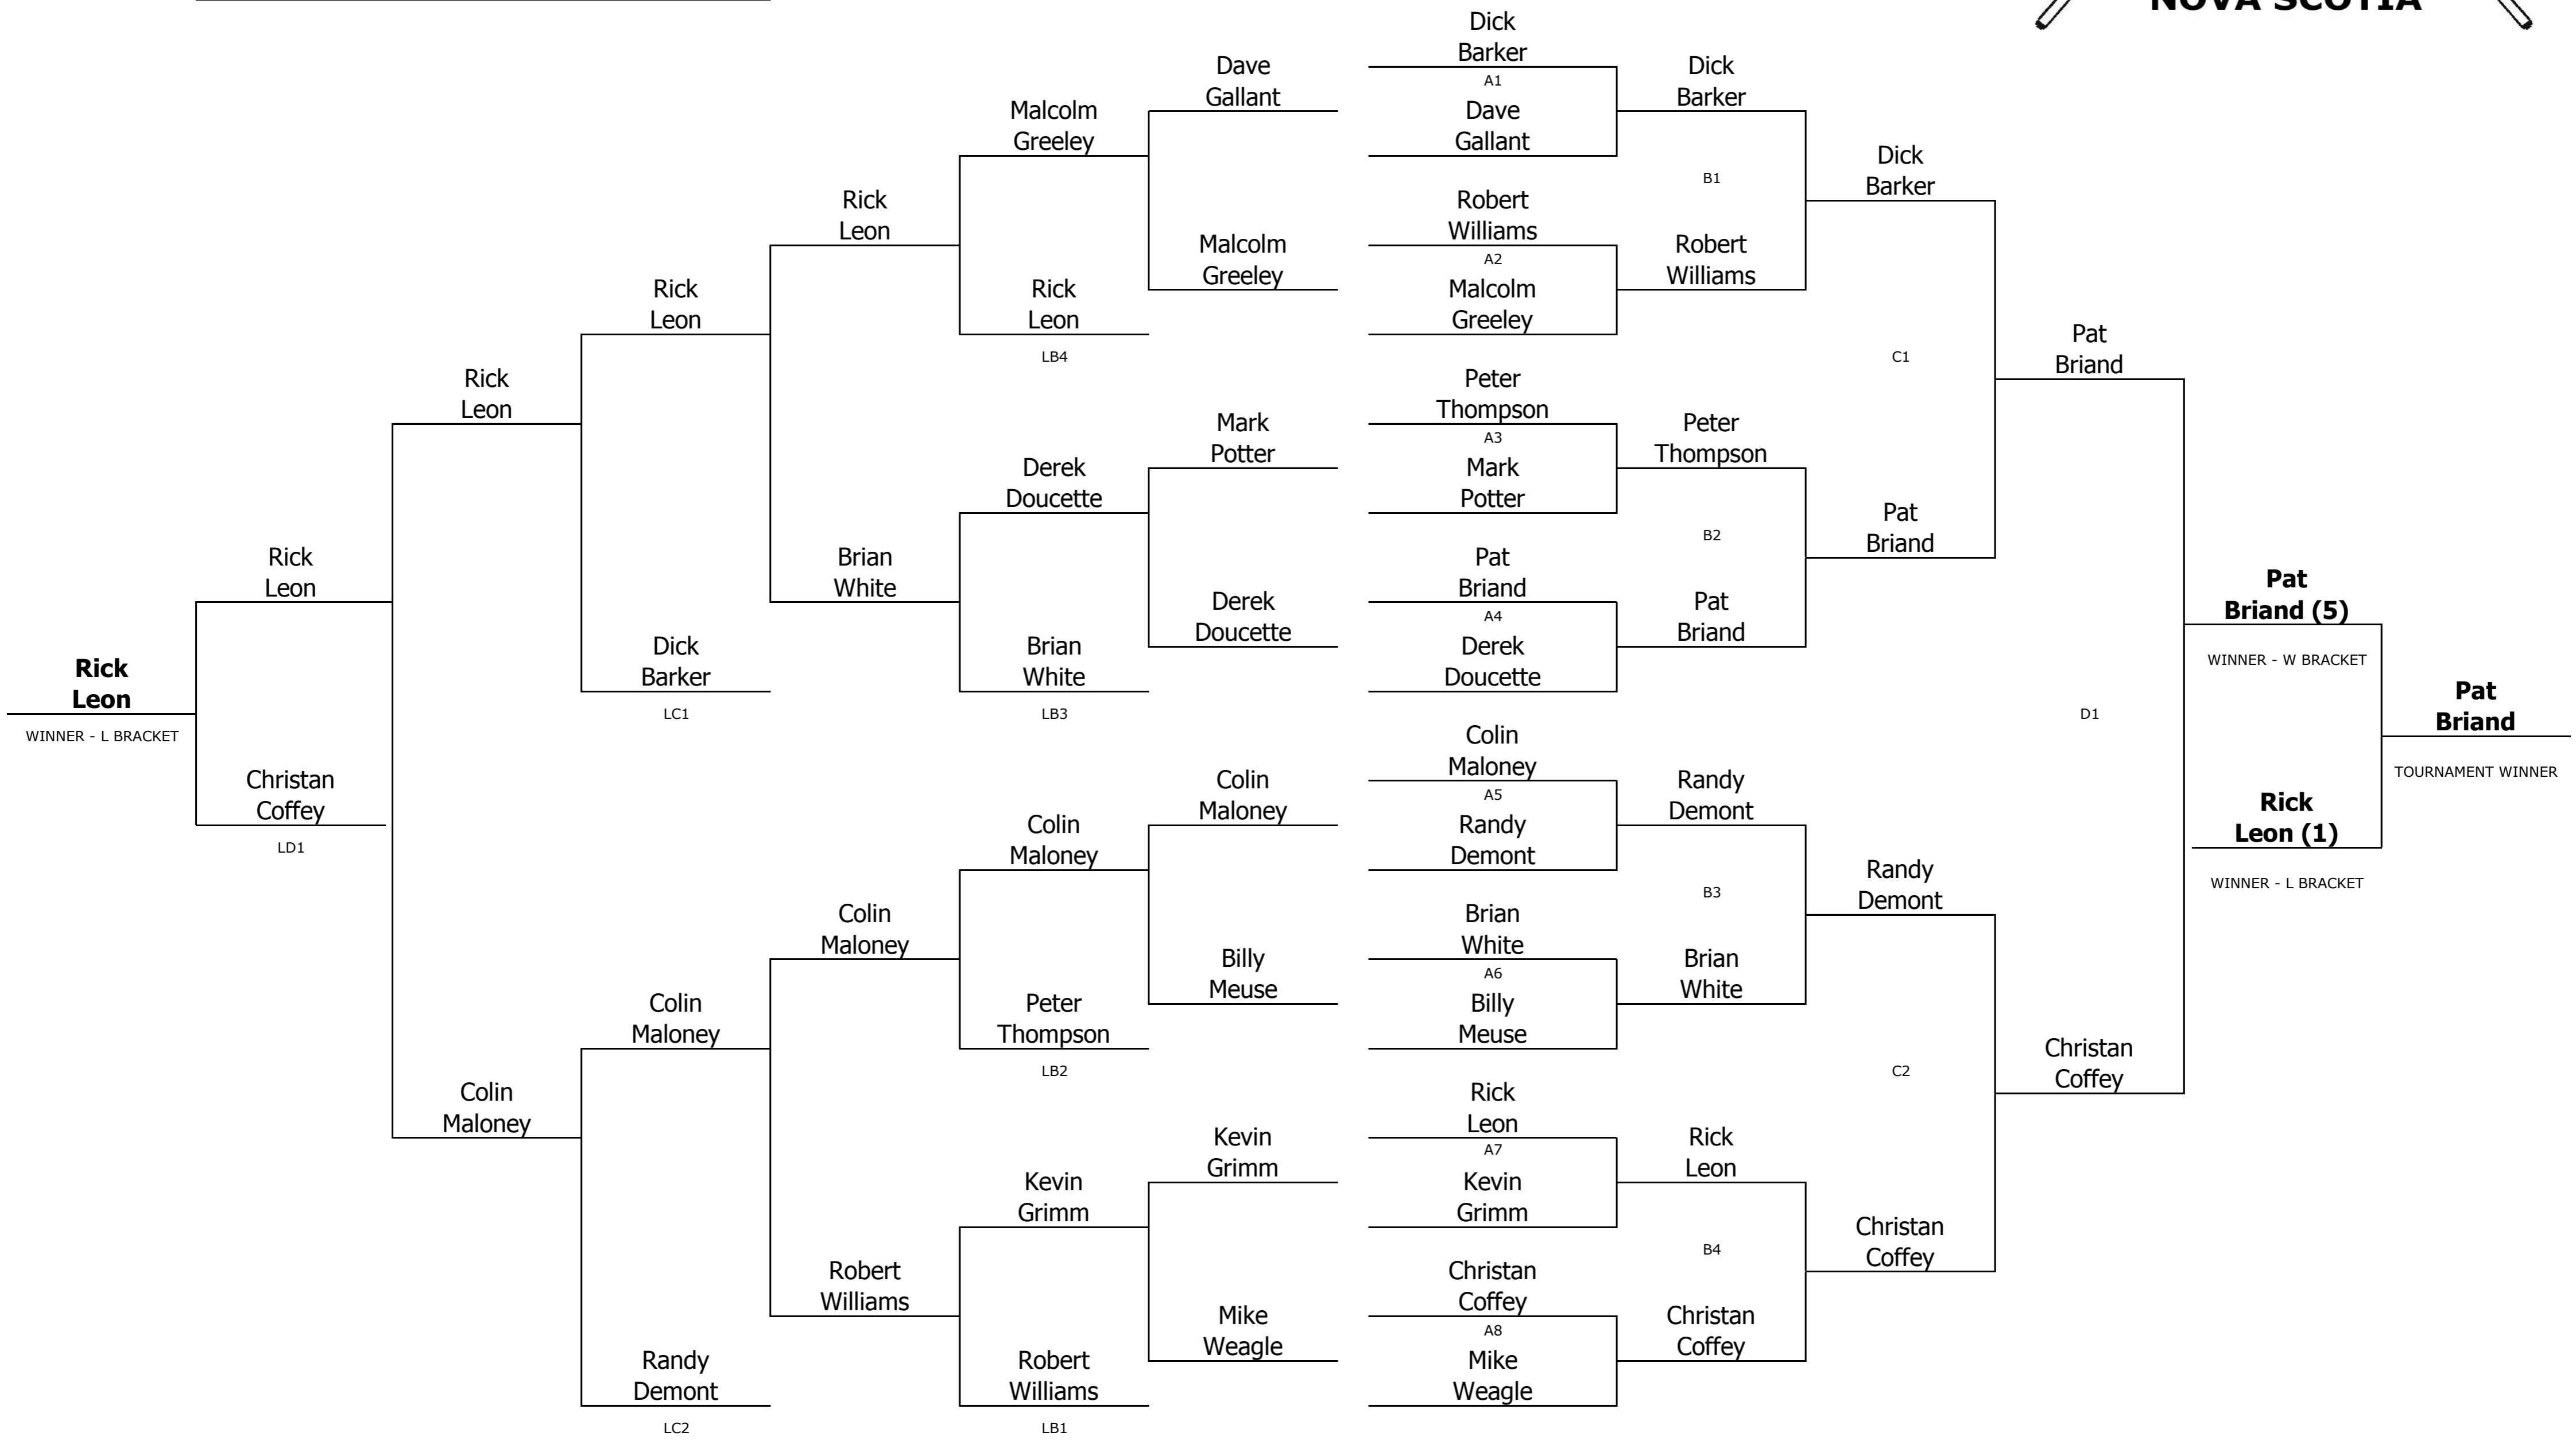 NOVA SCOTIA
Dick
Barker
A1
Dave
Gallant
Robert
Williams
A2
Malcolm
Greeley
Peter
Thompson
A3
Mark
Potter
Pat
Briand
A4
Derek
Doucette
Colin
Maloney
A5
Randy
Demont
Brian
White
A6
Billy
Meuse
Rick
Leon
A7
Kevin
Grimm
Christan
Coffey
A8
Mike
Weagle
Dick
Barker
B1
Robert
Williams
Peter
Thompson
B2
Pat
Briand
Randy
Demont
B3
Brian
White
Rick
Leon
B4
Christan
Coffey
Dick
Barker
C1
Pat
Briand
Randy
Demont
C2
Christan
Coffey
Pat
Briand
D1
Christan
Coffey
Pat
Briand (5)
WINNER - W BRACKET
Rick
Leon (1)
WINNER - L BRACKET
Pat
Briand
TOURNAMENT WINNER
Dave
Gallant
Malcolm
Greeley
Mark
Potter
Derek
Doucette
Colin
Maloney
Billy
Meuse
Kevin
Grimm
Mike
Weagle
Malcolm
Greeley
Rick
Leon
LB4
Derek
Doucette
Brian
White
LB3
Colin
Maloney
Peter
Thompson
LB2
Kevin
Grimm
Robert
Williams
LB1
Rick
Leon
Brian
White
Colin
Maloney
Robert
Williams
Rick
Leon
Dick
Barker
LC1
Colin
Maloney
Randy
Demont
LC2
Rick
Leon
Colin
Maloney
Rick
Leon
Christan
Coffey
LD1
Rick
Leon
WINNER - L BRACKET